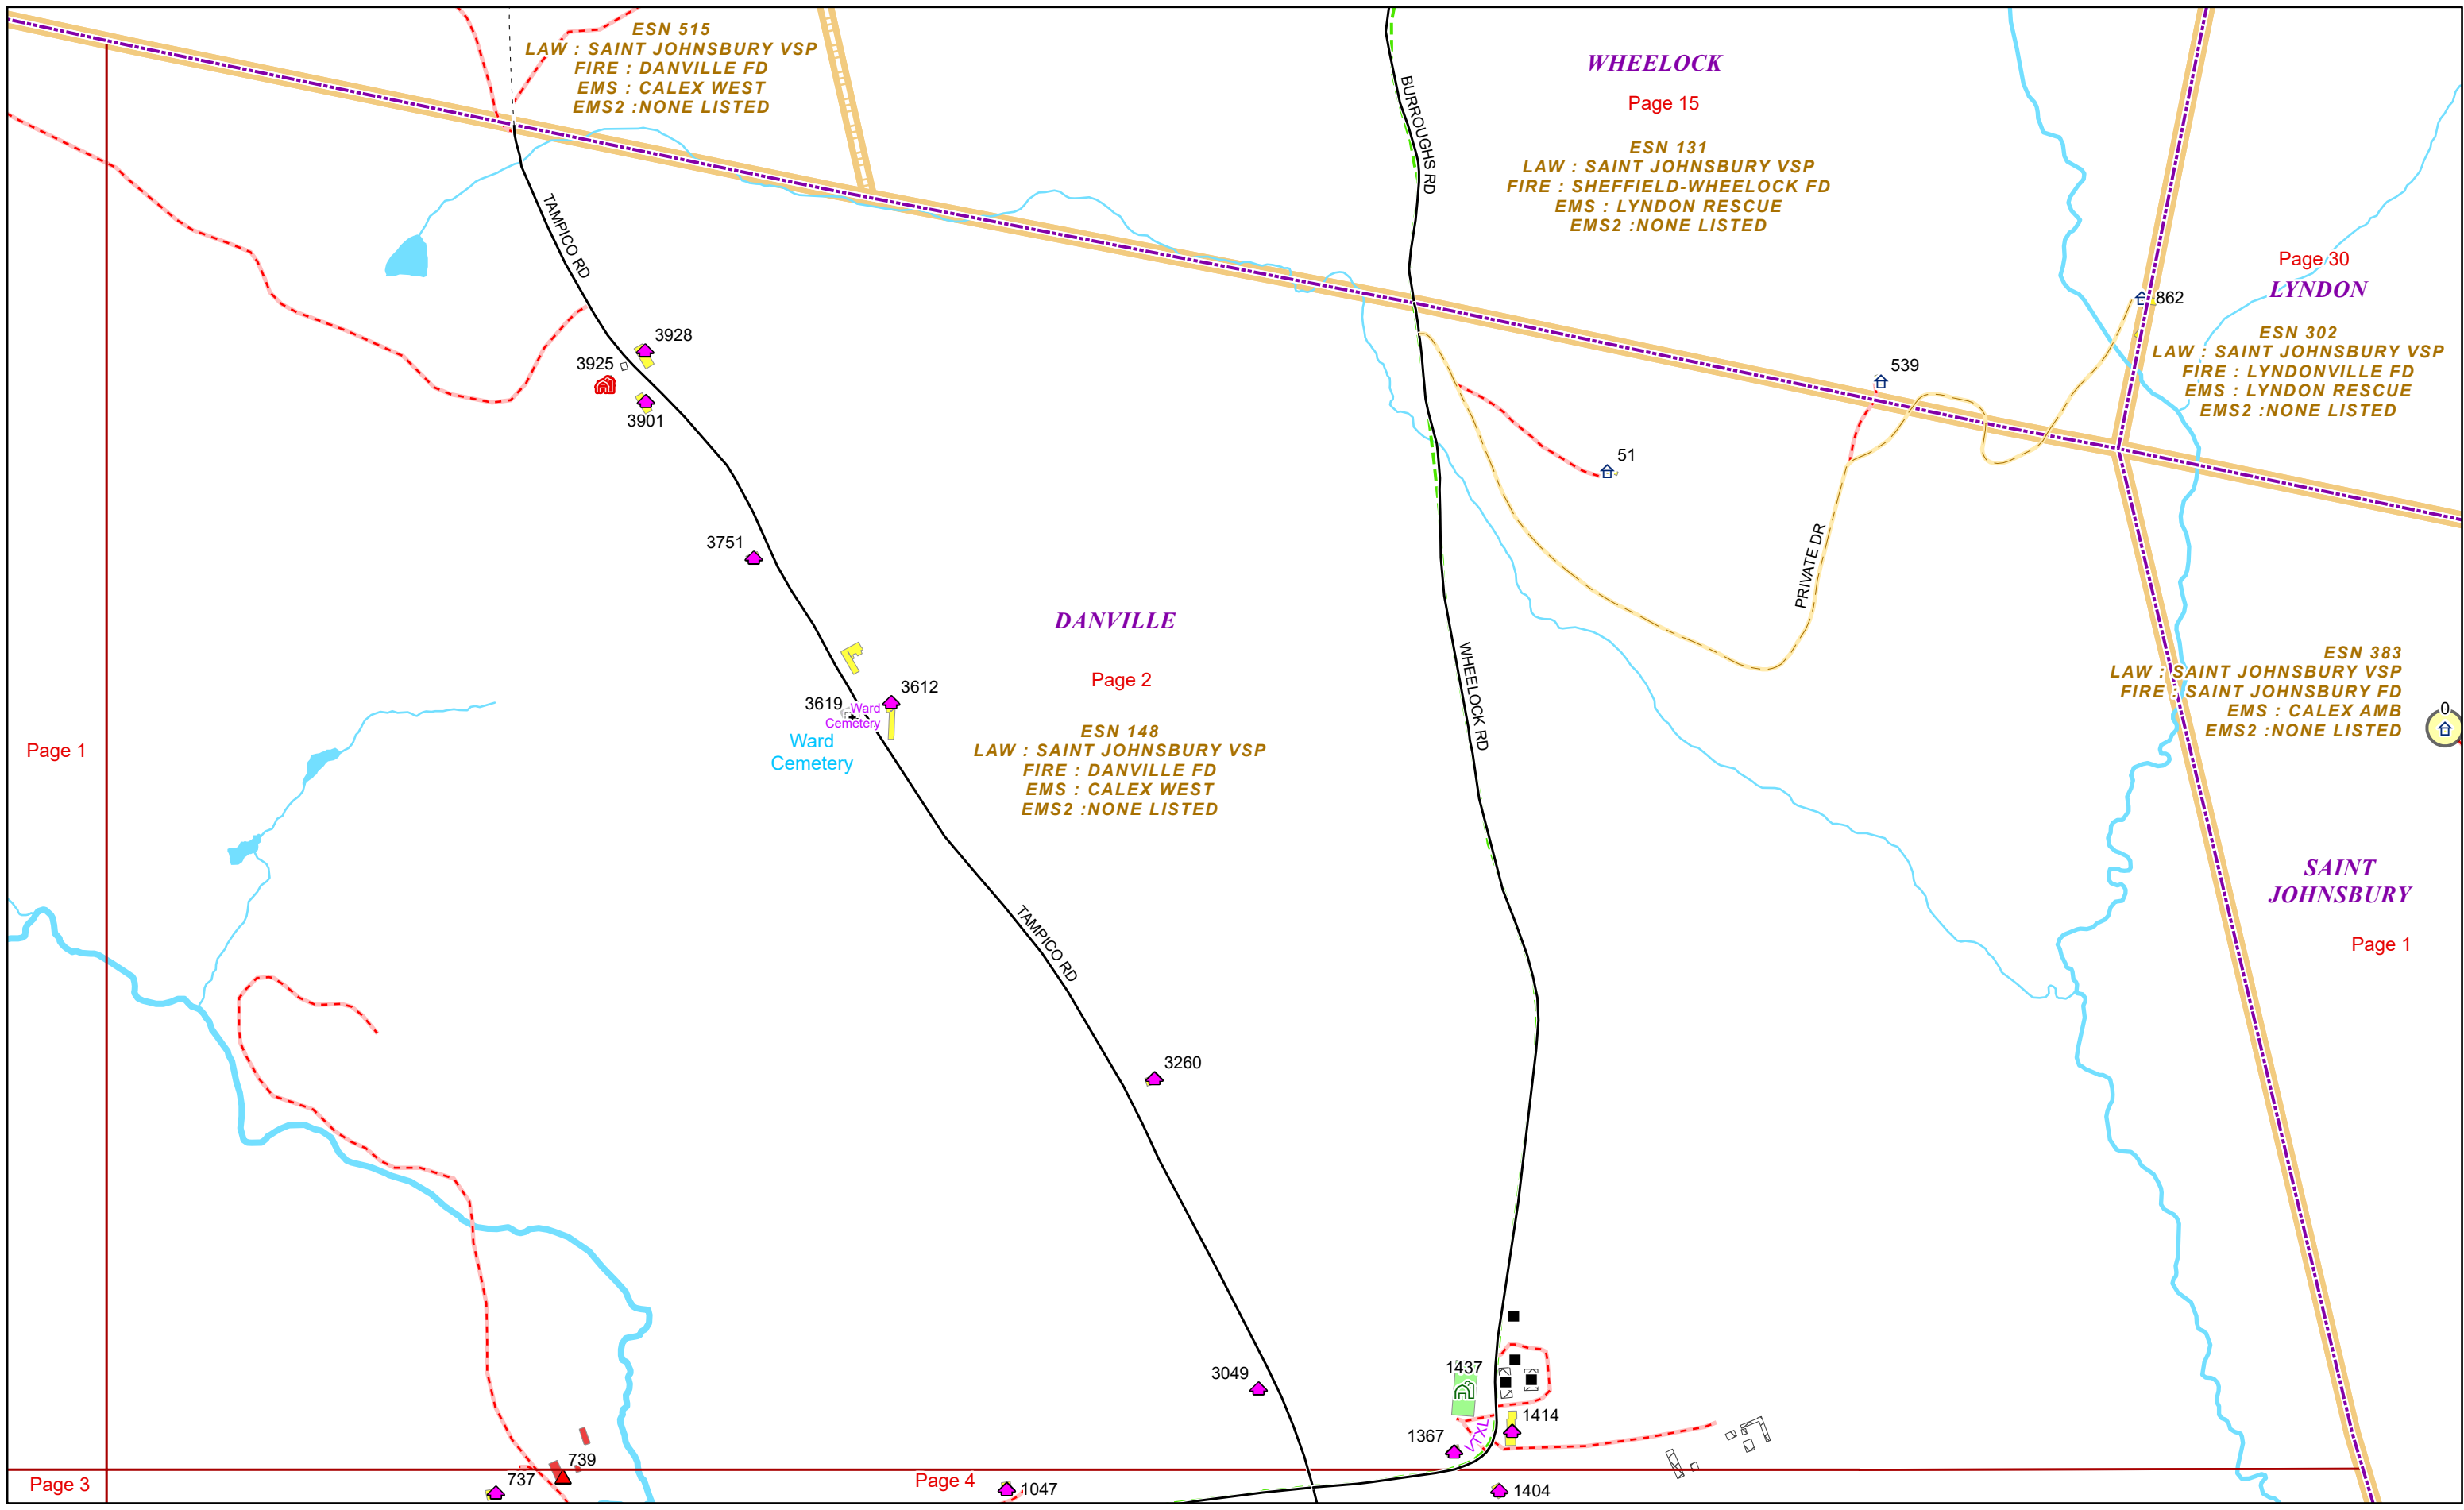 ESN 515
LAW : SAINT JOHNSBURY VSP
FIRE : DANVILLE FD
EMS : CALEX WEST
EMS2 :NONE LISTED
WHEELOCK
Page 15
BURROUGHS RD
ESN 131
LAW : SAINT JOHNSBURY VSP
FIRE : SHEFFIELD-WHEELOCK FD
EMS : LYNDON RESCUE
EMS2 :NONE LISTED
TAMPICO RD
Page 30
LYNDON
862
ESN 302
LAW : SAINT JOHNSBURY VSP
FIRE : LYNDONVILLE FD
EMS : LYNDON RESCUE
EMS2 :NONE LISTED
3928
3925
3901
539
51
3751
PRIVATE DR
DANVILLE
Page 2
WHEELOCK RD
ESN 383
LAW : SAINT JOHNSBURY VSP
FIRE : SAINT JOHNSBURY FD
EMS : CALEX AMB
EMS2 :NONE LISTED
0
3612
3619
Ward
Cemetery
Ward
Cemetery
ESN 148
LAW : SAINT JOHNSBURY VSP
FIRE : DANVILLE FD
EMS : CALEX WEST
EMS2 :NONE LISTED
Page 1
SAINT
JOHNSBURY
Page 1
TAMPICO RD
3260
3049
1437
1414
1367
VTXL
739
737
Page 3
Page 4
1047
1404